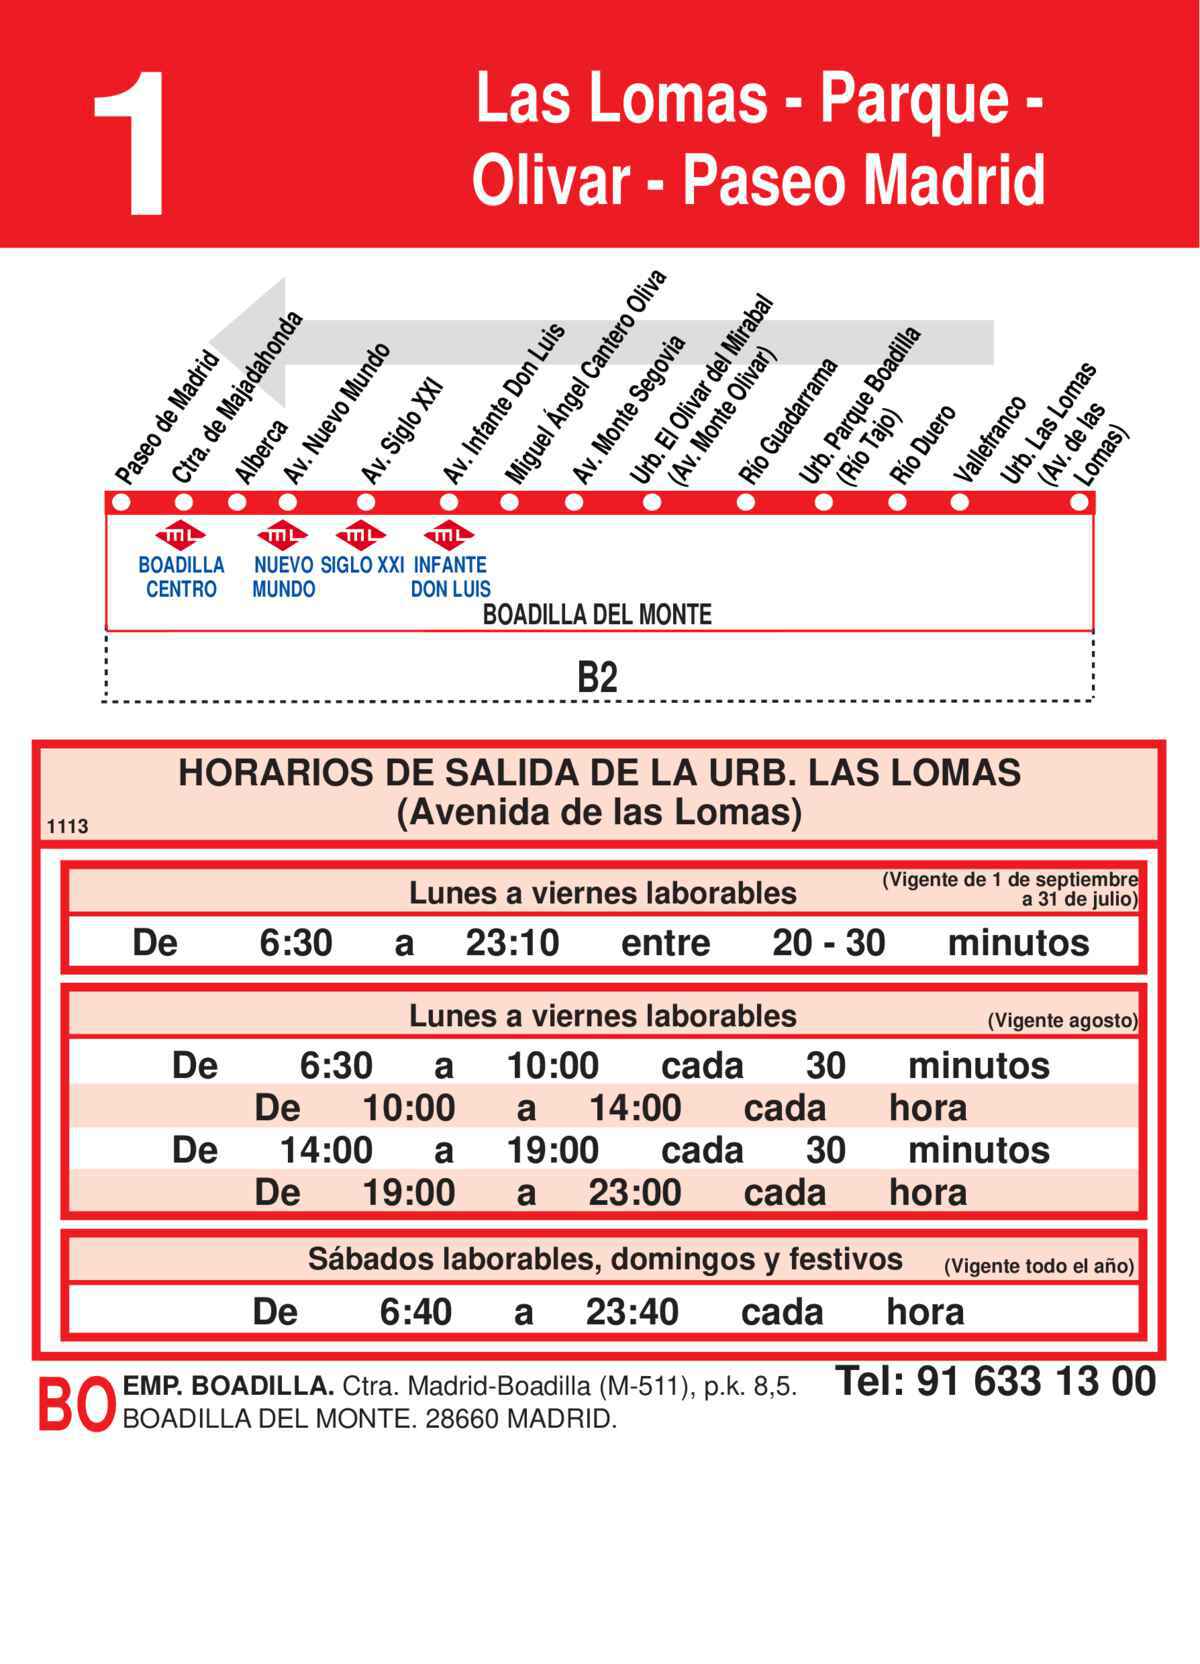 1
Las Lomas - Parque -
Olivar - Paseo Madrid
Paseo de Madrid
Ctra. de Majadahonda
Alberca
Av. Nuevo Mundo
Av. Siglo XXI
Av. Infante Don Luis
Miguel Ángel Cantero Oliva
Av. Monte Segovia
Urb. El Olivar del Mirabal
(Av. Monte Olivar)
Río Guadarrama
Urb. Parque Boadilla
(Río Tajo)
Río Duero
Vallefranco
Urb. Las Lomas
(Av. de las
Lomas)
mL mL mL mL
BOADILLA
CENTRO
NUEVO
MUNDO
SIGLO XXI
INFANTE
DON LUIS
BOADILLA DEL MONTE
B2
HORARIOS DE SALIDA DE LA URB. LAS LOMAS
(Avenida de las Lomas)
1113
Lunes a viernes laborables
(Vigente de 1 de septiembre
a 31 de julio)
De 6:30 a 23:10 entre 20 - 30 minutos
Lunes a viernes laborables (Vigente agosto)
De 6:30 a 10:00 cada 30 minutos
De 10:00 a 14:00 cada hora
De 14:00 a 19:00 cada 30 minutos
De 19:00 a 23:00 cada hora
Sábados laborables, domingos y festivos (Vigente todo el año)
De 6:40 a 23:40 cada hora
BO
EMP. BOADILLA. Ctra. Madrid-Boadilla (M-511), p.k. 8,5.
BOADILLA DEL MONTE. 28660 MADRID.
Tel: 91 633 13 00